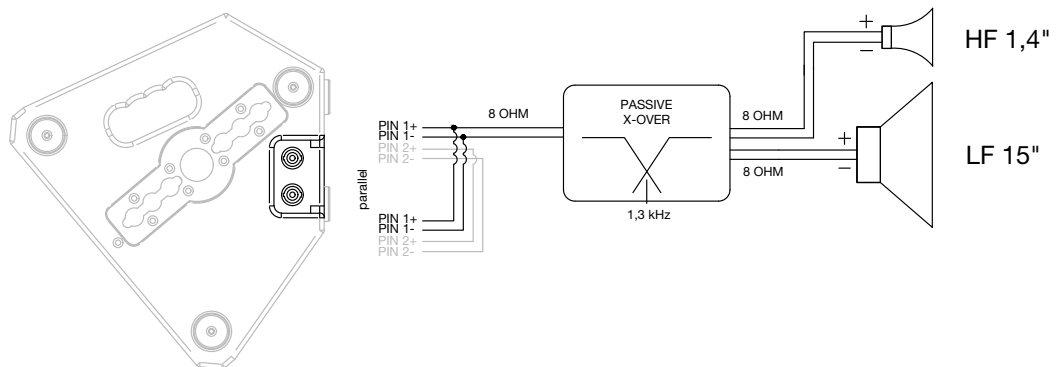 HF 1,4"
PASSIVE
X-OVER
8 OHM
8 OHM
PIN 1+
PIN 1-
PIN 2+
PIN 2-
+
−
+
−
LF 15"
8 OHM
parallel
1,3 kHz
PIN 1+
PIN 1-
PIN 2+
PIN 2-